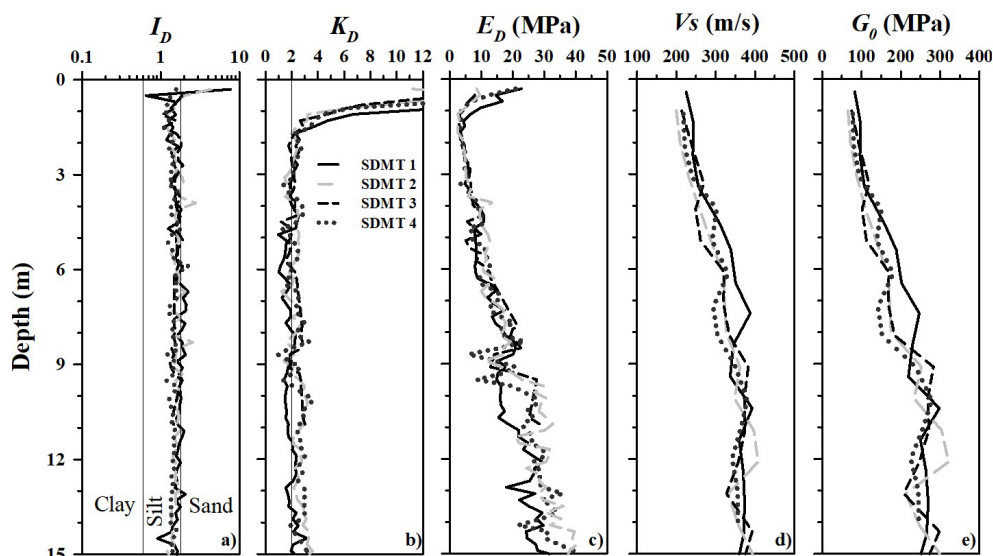 I_D K_D E_D (MPa) Vs (m/s) G_0 (MPa)
0.1 1 10 0 2 4 6 8 10 12 0 10 20 30 40 50 60 100 200 300 400 500 0 100 200 300 400 500
0
3
6
9
12
15
Depth (m)
SDMT 1
SDMT 2
SDMT 3
SDMT 4
Clay Silt Sand
a) b) c) d) e)